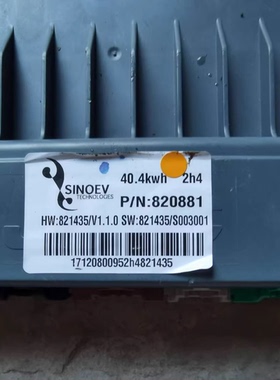 SINOEV
TECHNOLOGIES
40.4kwh 2h4
P/N:820881
HW:821435/V1.1.0 SW:821435/S003001
17120800952h4821435